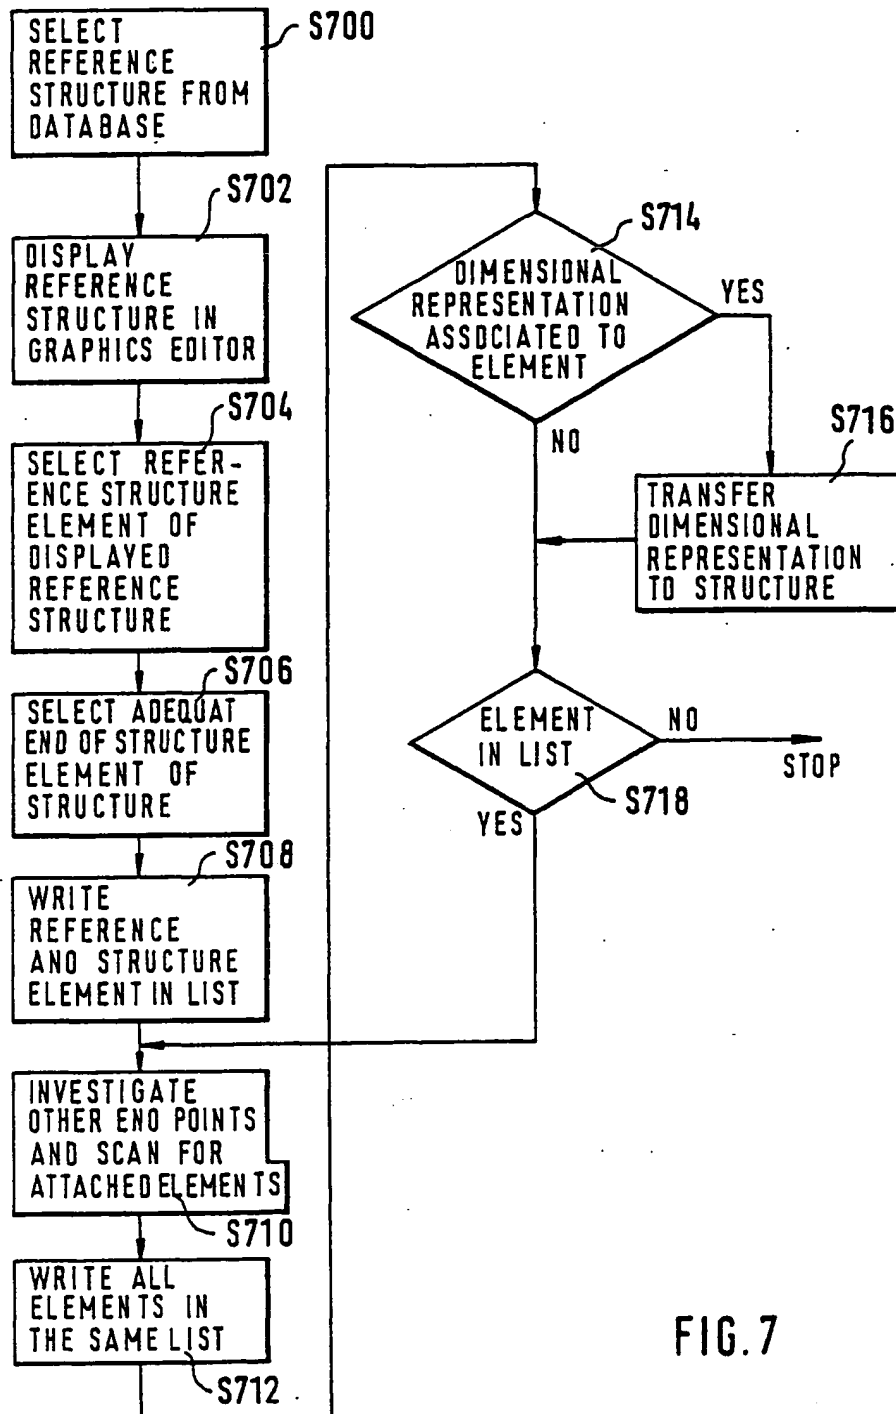 SELECT
REFERENCE
STRUCTURE FROM
DATABASE
S700
DISPLAY
REFERENCE
STRUCTURE IN
GRAPHICS EDITOR
S702
SELECT REFER-
ENCE STRUCTURE
ELEMENT OF
DISPLAYED
REFERENCE
STRUCTURE
S704
SELECT ADEQUAT
END OF STRUCTURE
ELEMENT OF
STRUCTURE
S706
WRITE
REFERENCE
AND STRUCTURE
ELEMENT IN LIST
S708
INVESTIGATE
OTHER END POINTS
AND SCAN FOR
ATTACHED ELEMENTS
S710
WRITE ALL
ELEMENTS IN
THE SAME LIST
S712
DIMENSIONAL
REPRESENTATION
ASSOCIATED TO
ELEMENT
S714
YES
NO
S716
TRANSFER
DIMENSIONAL
REPRESENTATION
TO STRUCTURE
ELEMENT
IN LIST
NO
STOP
S718
YES
FIG. 7